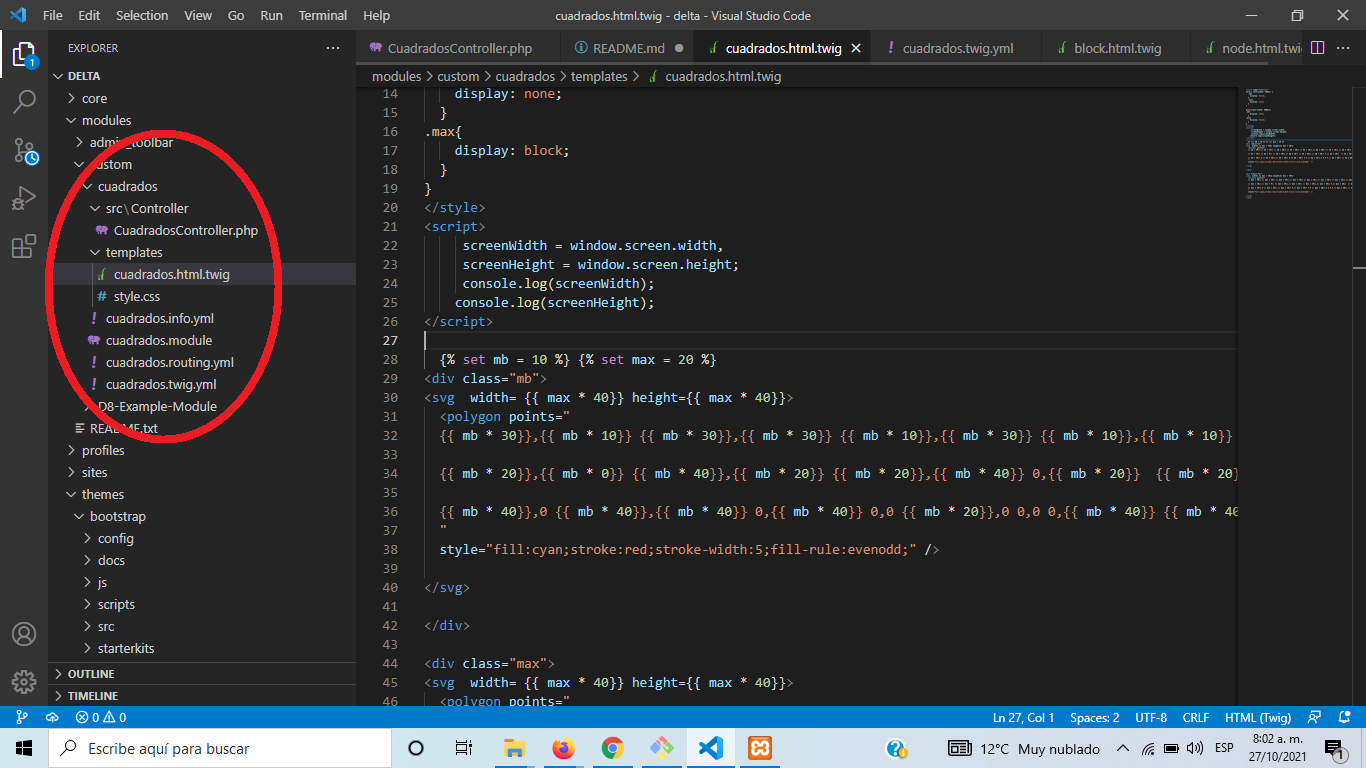 File Edit Selection View Go Run Terminal Help cuadrados.html.twig - delta - Visual Studio Code
EXPLORER
1
DELTA
core
modules
admin_toolbar
custom
cuadrados
src\Controller
CuadradosController.php
templates
cuadrados.html.twig
# style.css
! cuadrados.info.yml
cuadrados.module
! cuadrados.routing.yml
! cuadrados.twig.yml
D8-Example-Module
README.txt
profiles
sites
themes
bootstrap
config
docs
js
scripts
src
starterkits
OUTLINE
TIMELINE
CuadradosController.php README.md cuadrados.html.twig ! cuadrados.twig.yml block.html.twig node.html.twi
modules > custom > cuadrados > templates > cuadrados.html.twig
14 display: none;
15 }
16 .max{
17 display: block;
18 }
19 }
20 </style>
21 <script>
22 screenWidth = window.screen.width,
23 screenHeight = window.screen.height;
24 console.log(screenWidth);
25 console.log(screenHeight);
26 </script>
27
28 {% set mb = 10 %} {% set max = 20 %}
29 <div class="mb">
30 <svg  width= {{ max * 40}} height={{ max * 40}}>
31 <polygon points="
32 {{ mb * 30}},{{ mb * 10}} {{ mb * 30}},{{ mb * 30}} {{ mb * 10}},{{ mb * 30}} {{ mb * 10}},{{ mb * 10}}
33
34 {{ mb * 20}},{{ mb * 0}} {{ mb * 40}},{{ mb * 20}} {{ mb * 20}},{{ mb * 40}} 0,{{ mb * 20}}  {{ mb * 20}
35
36 {{ mb * 40}},0 {{ mb * 40}},{{ mb * 40}} 0,{{ mb * 40}} 0,0 {{ mb * 20}},0 0,0 0,{{ mb * 40}} {{ mb * 40
37 "
38 style="fill:cyan;stroke:red;stroke-width:5;fill-rule:evenodd;" />
39
40 </svg>
41
42 </div>
43
44 <div class="max">
45 <svg  width= {{ max * 40}} height={{ max * 40}}>
46 <polygon points="
0 0 Ln 27, Col 1 Spaces: 2 UTF-8 CRLF HTML (Twig)
Escribe aquí para buscar 12°C Muy nublado ESP 8:02 a. m.
27/10/2021 1